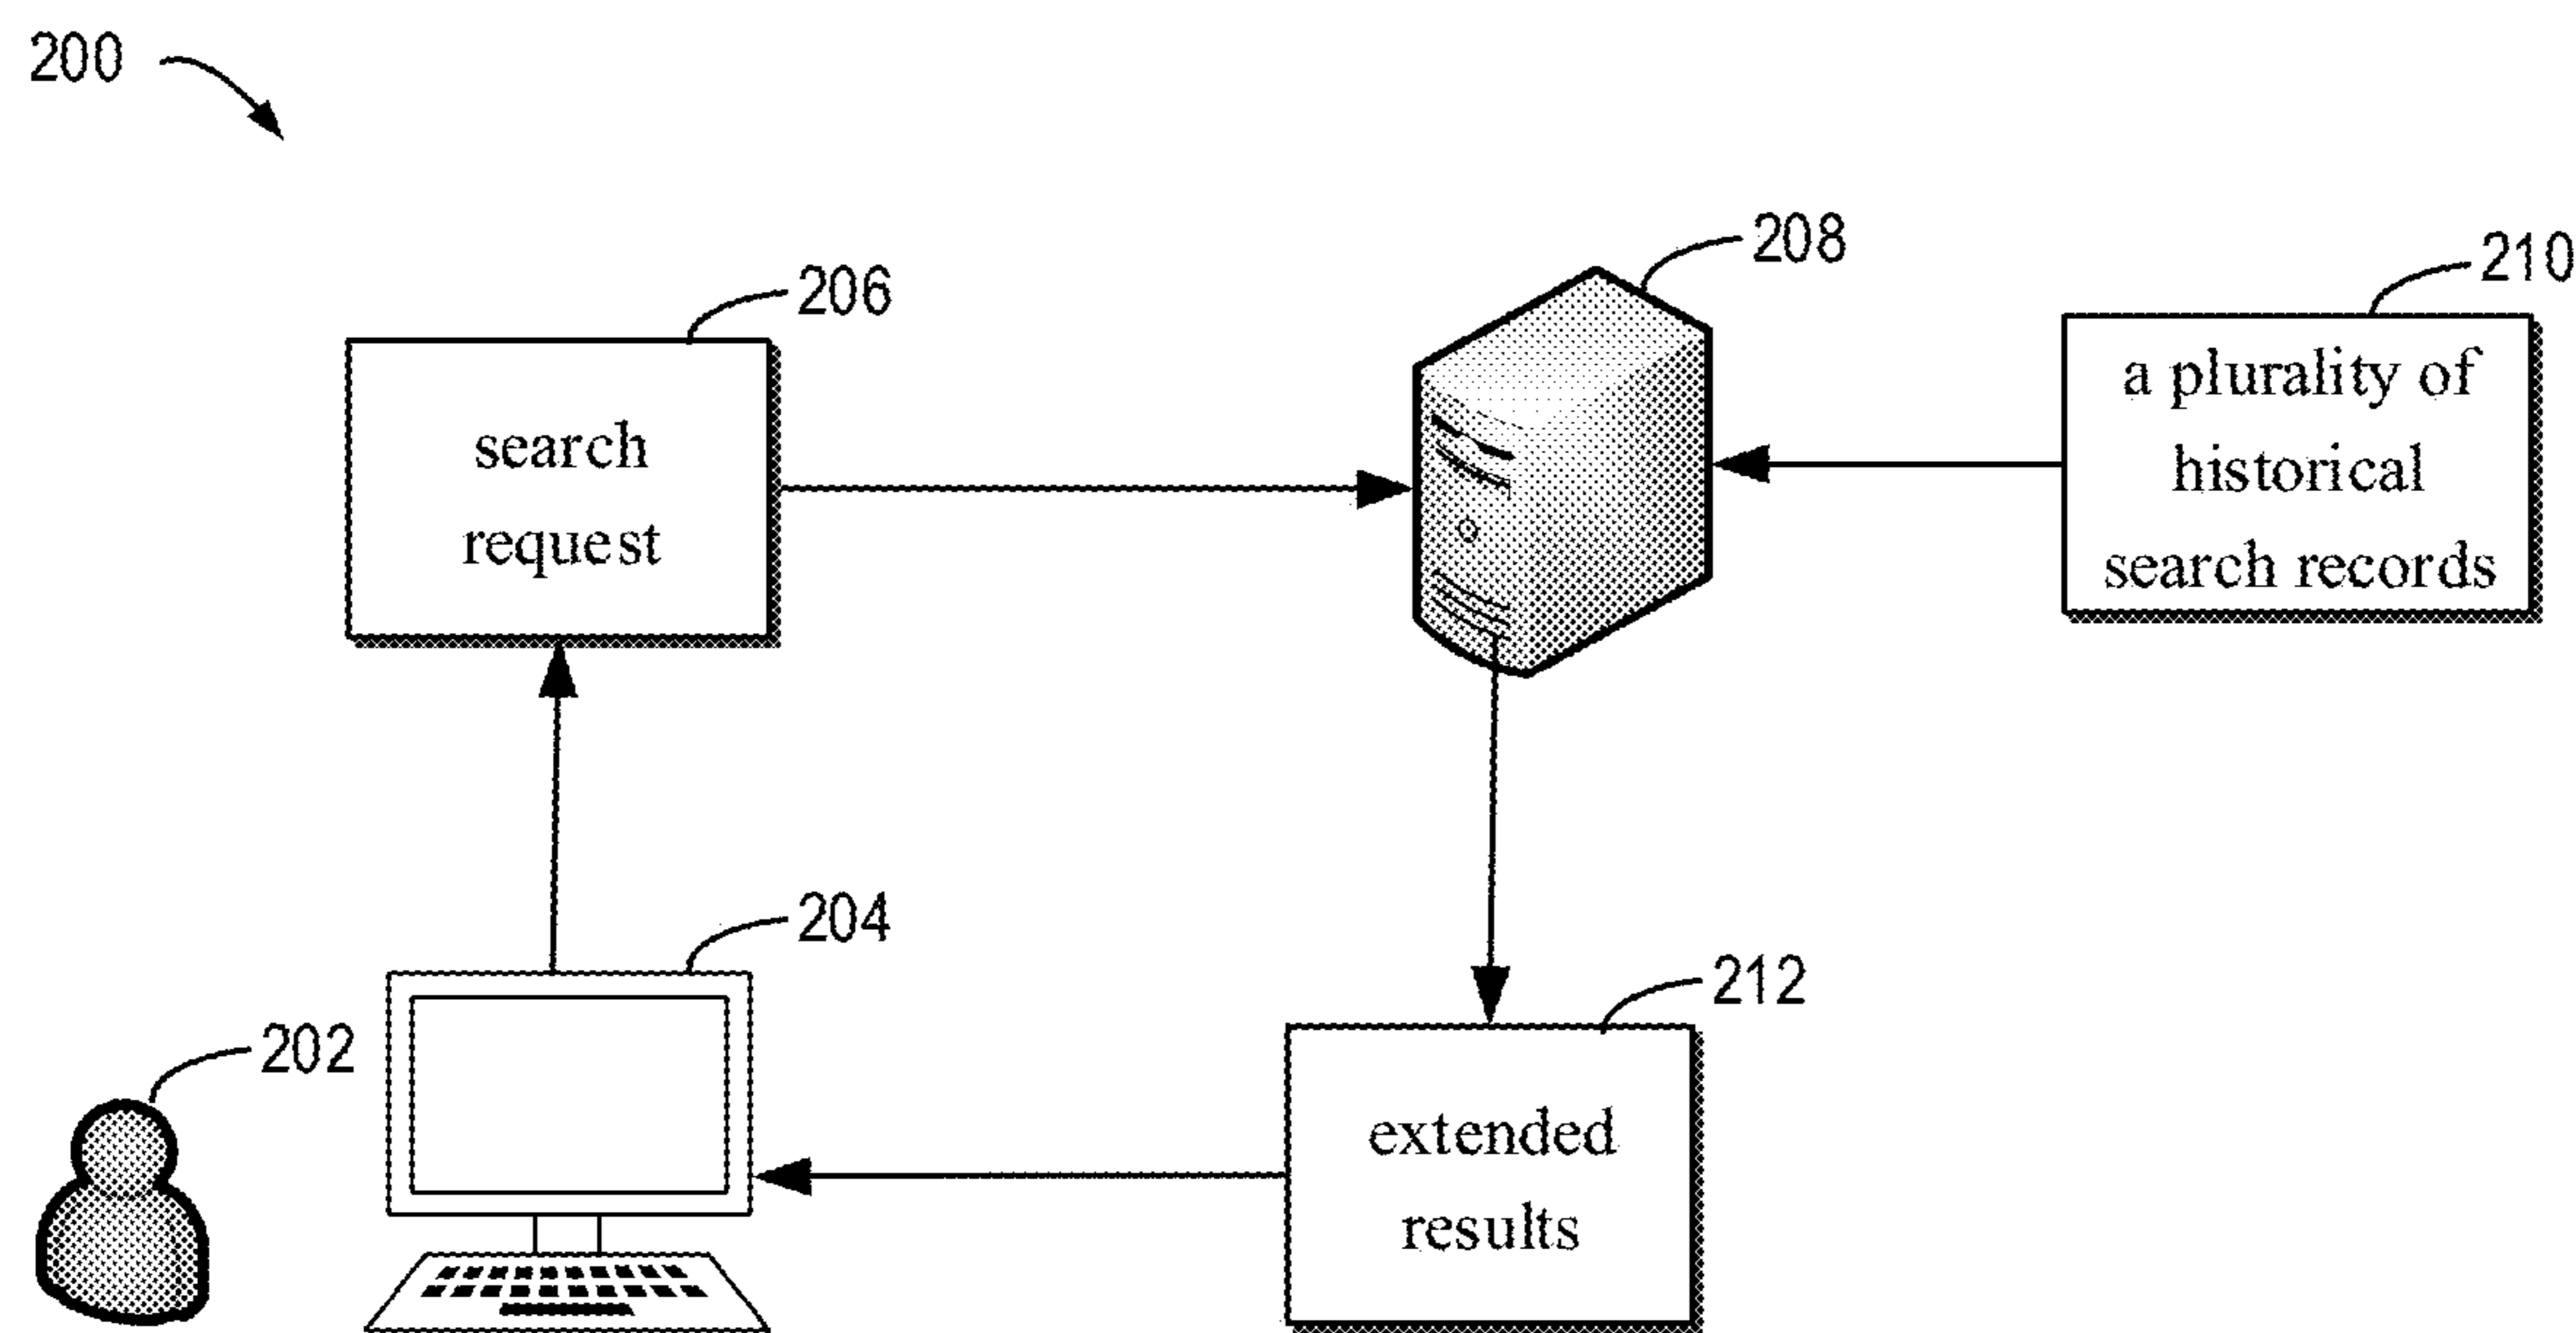 200
208
210
206
a plurality of
historical
search records
search
request
204
212
202
extended
results